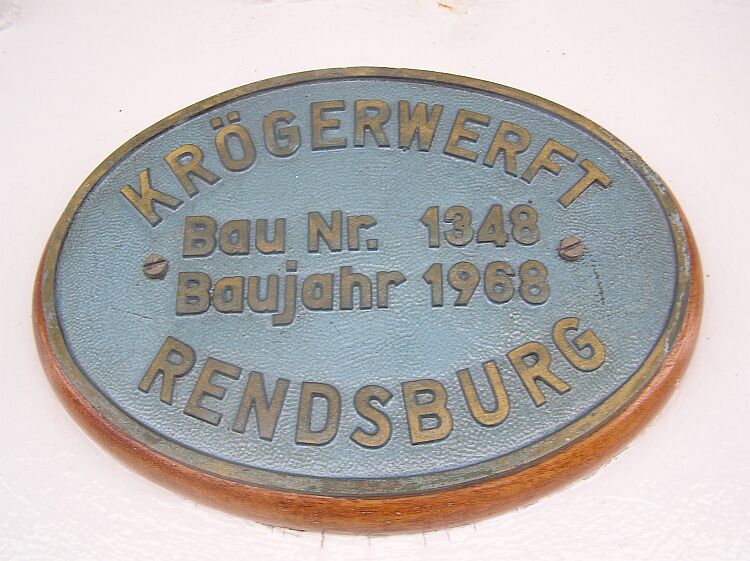 KRÖGERWERFT
Bau Nr. 1348
Baujahr 1968
RENDSBURG